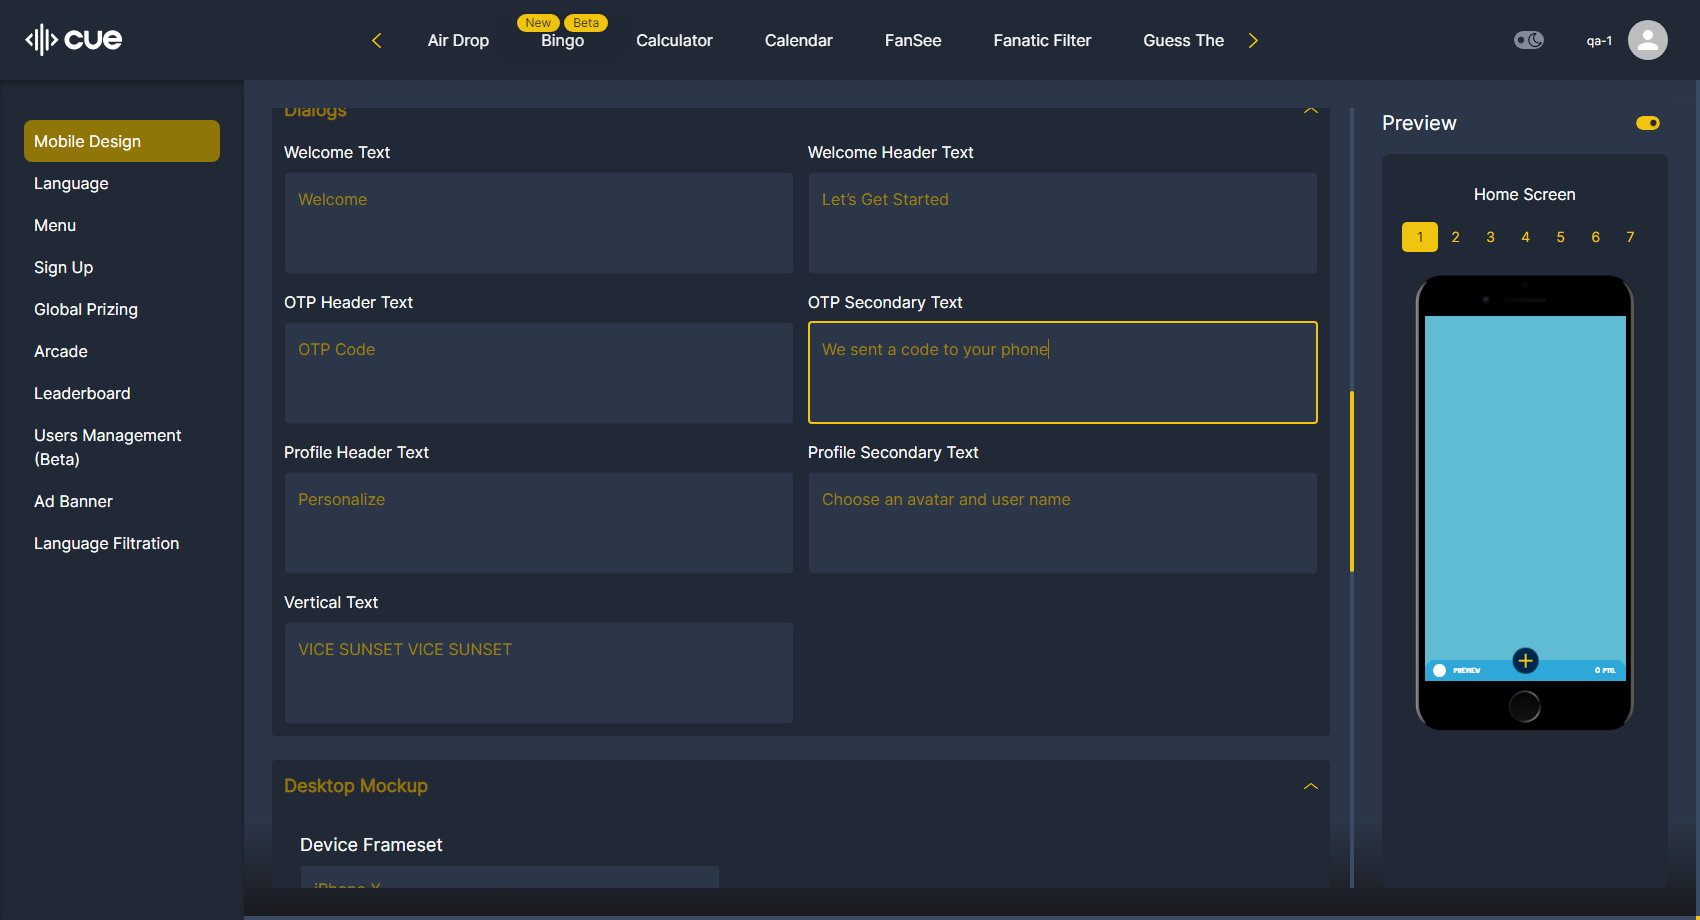 cue
Air Drop
New
Beta
Bingo
Calculator
Calendar
FanSee
Fanatic Filter
Guess The
qa-1
Mobile Design
Language
Menu
Sign Up
Global Prizing
Arcade
Leaderboard
Users Management
(Beta)
Ad Banner
Language Filtration
Dialogs
Welcome Text
Welcome Header Text
Welcome
Let's Get Started
OTP Header Text
OTP Secondary Text
OTP Code
We sent a code to your phone
Profile Header Text
Profile Secondary Text
Personalize
Choose an avatar and user name
Vertical Text
VICE SUNSET VICE SUNSET
Desktop Mockup
Device Frameset
iPhone X
Preview
Home Screen
1 2 3 4 5 6 7
PREVIEW
0 PTS.